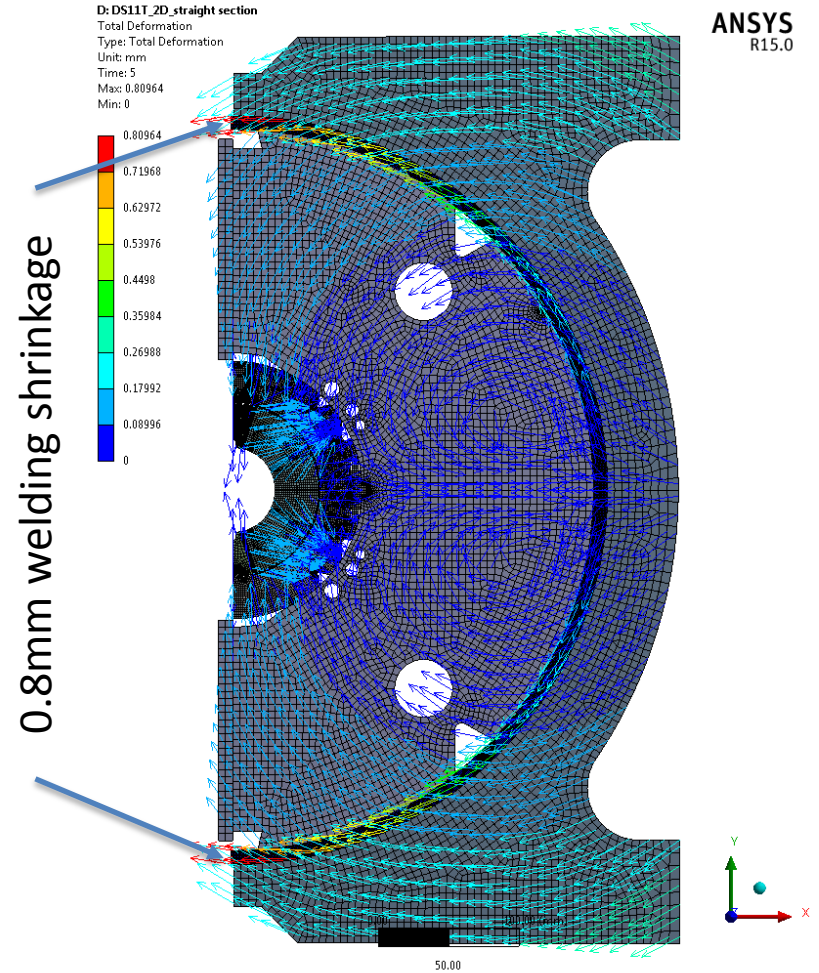 D: DS11T_2D_straight section
Total Deformation
Type: Total Deformation
Unit: mm
Time: 5
Max: 0.80964
Min: 0
ANSYS
R15.0
0.80964
0.71968
0.62972
0.53976
0.4498
0.35984
0.26988
0.17992
0.08996
0
0.8mm welding shrinkage
Y
X
50.00